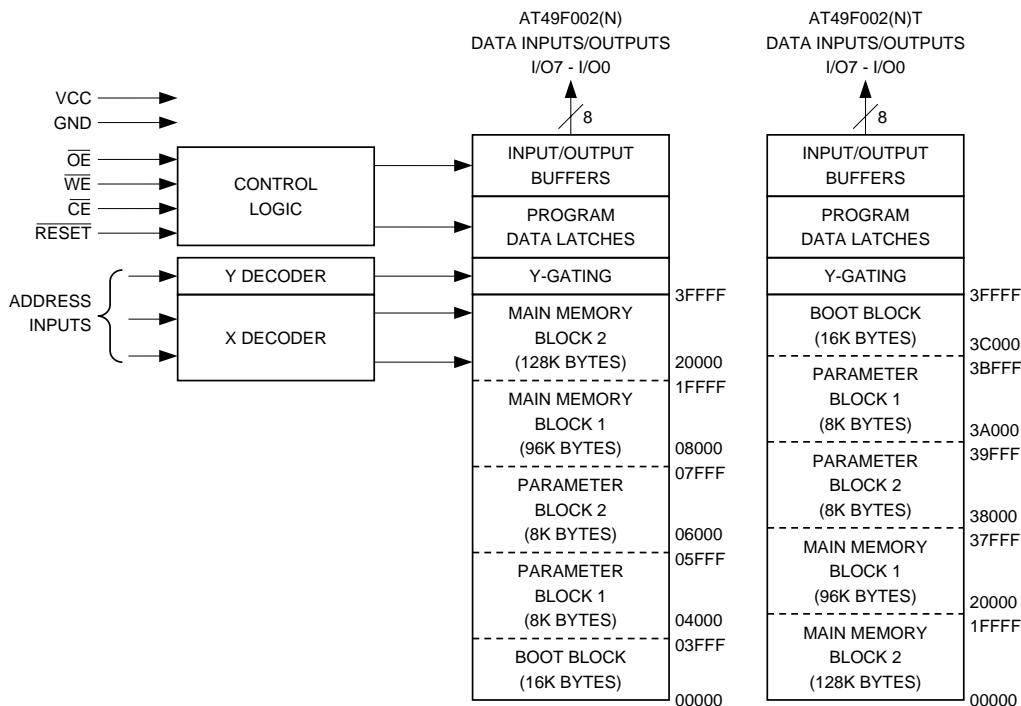 AT49F002(N)
DATA INPUTS/OUTPUTS
I/O7 - I/O0
8
AT49F002(N)T
DATA INPUTS/OUTPUTS
I/O7 - I/O0
8
VCC
GND
OE
WE
CE
RESET
ADDRESS
INPUTS
CONTROL
LOGIC
Y DECODER
X DECODER
INPUT/OUTPUT
BUFFERS
PROGRAM
DATA LATCHES
Y-GATING
3FFFF
MAIN MEMORY
BLOCK 2
(128K BYTES)
20000
1FFFF
MAIN MEMORY
BLOCK 1
(96K BYTES)
08000
07FFF
PARAMETER
BLOCK 2
(8K BYTES)
06000
05FFF
PARAMETER
BLOCK 1
(8K BYTES)
04000
03FFF
BOOT BLOCK
(16K BYTES)
00000
INPUT/OUTPUT
BUFFERS
PROGRAM
DATA LATCHES
Y-GATING
3FFFF
BOOT BLOCK
(16K BYTES)
3C000
3BFFF
PARAMETER
BLOCK 1
(8K BYTES)
3A000
39FFF
PARAMETER
BLOCK 2
(8K BYTES)
38000
37FFF
MAIN MEMORY
BLOCK 1
(96K BYTES)
20000
1FFFF
MAIN MEMORY
BLOCK 2
(128K BYTES)
00000